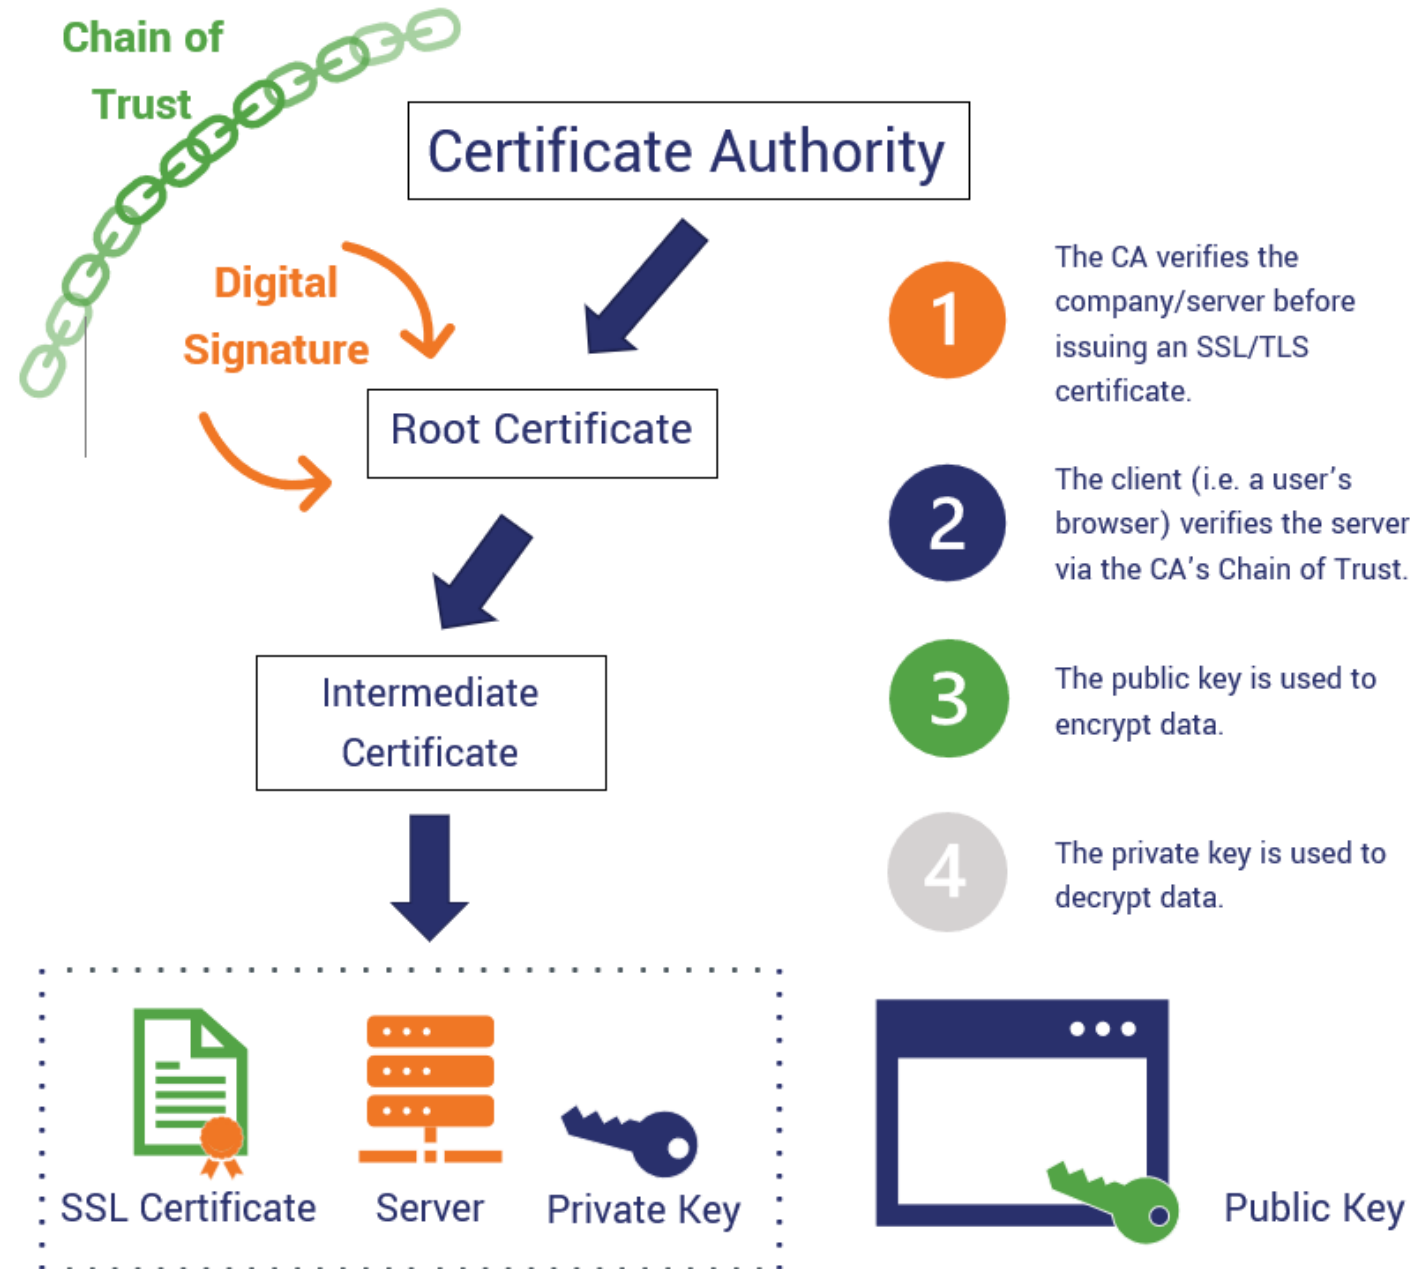 Chain of
Trust
Certificate Authority
Digital
Signature
Root Certificate
Intermediate
Certificate
1
The CA verifies the
company/server before
issuing an SSL/TLS
certificate.
2
The client (i.e. a user’s
browser) verifies the server
via the CA’s Chain of Trust.
3
The public key is used to
encrypt data.
4
The private key is used to
decrypt data.
SSL Certificate
Server
Private Key
Public Key